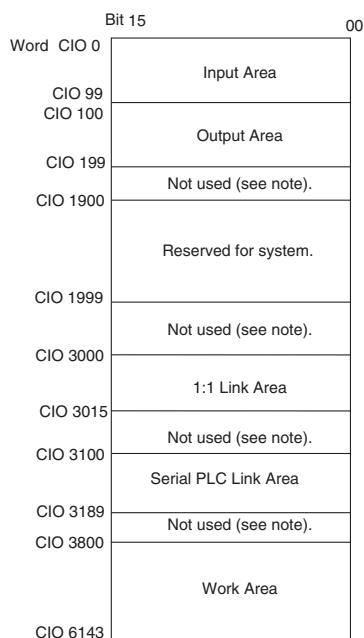 Bit 15 00
Word CIO 0
Input Area
CIO 99
CIO 100
Output Area
CIO 199
Not used (see note).
CIO 1900
Reserved for system.
CIO 1999
Not used (see note).
CIO 3000
1:1 Link Area
CIO 3015
Not used (see note).
CIO 3100
Serial PLC Link Area
CIO 3189
Not used (see note).
CIO 3800
Work Area
CIO 6143